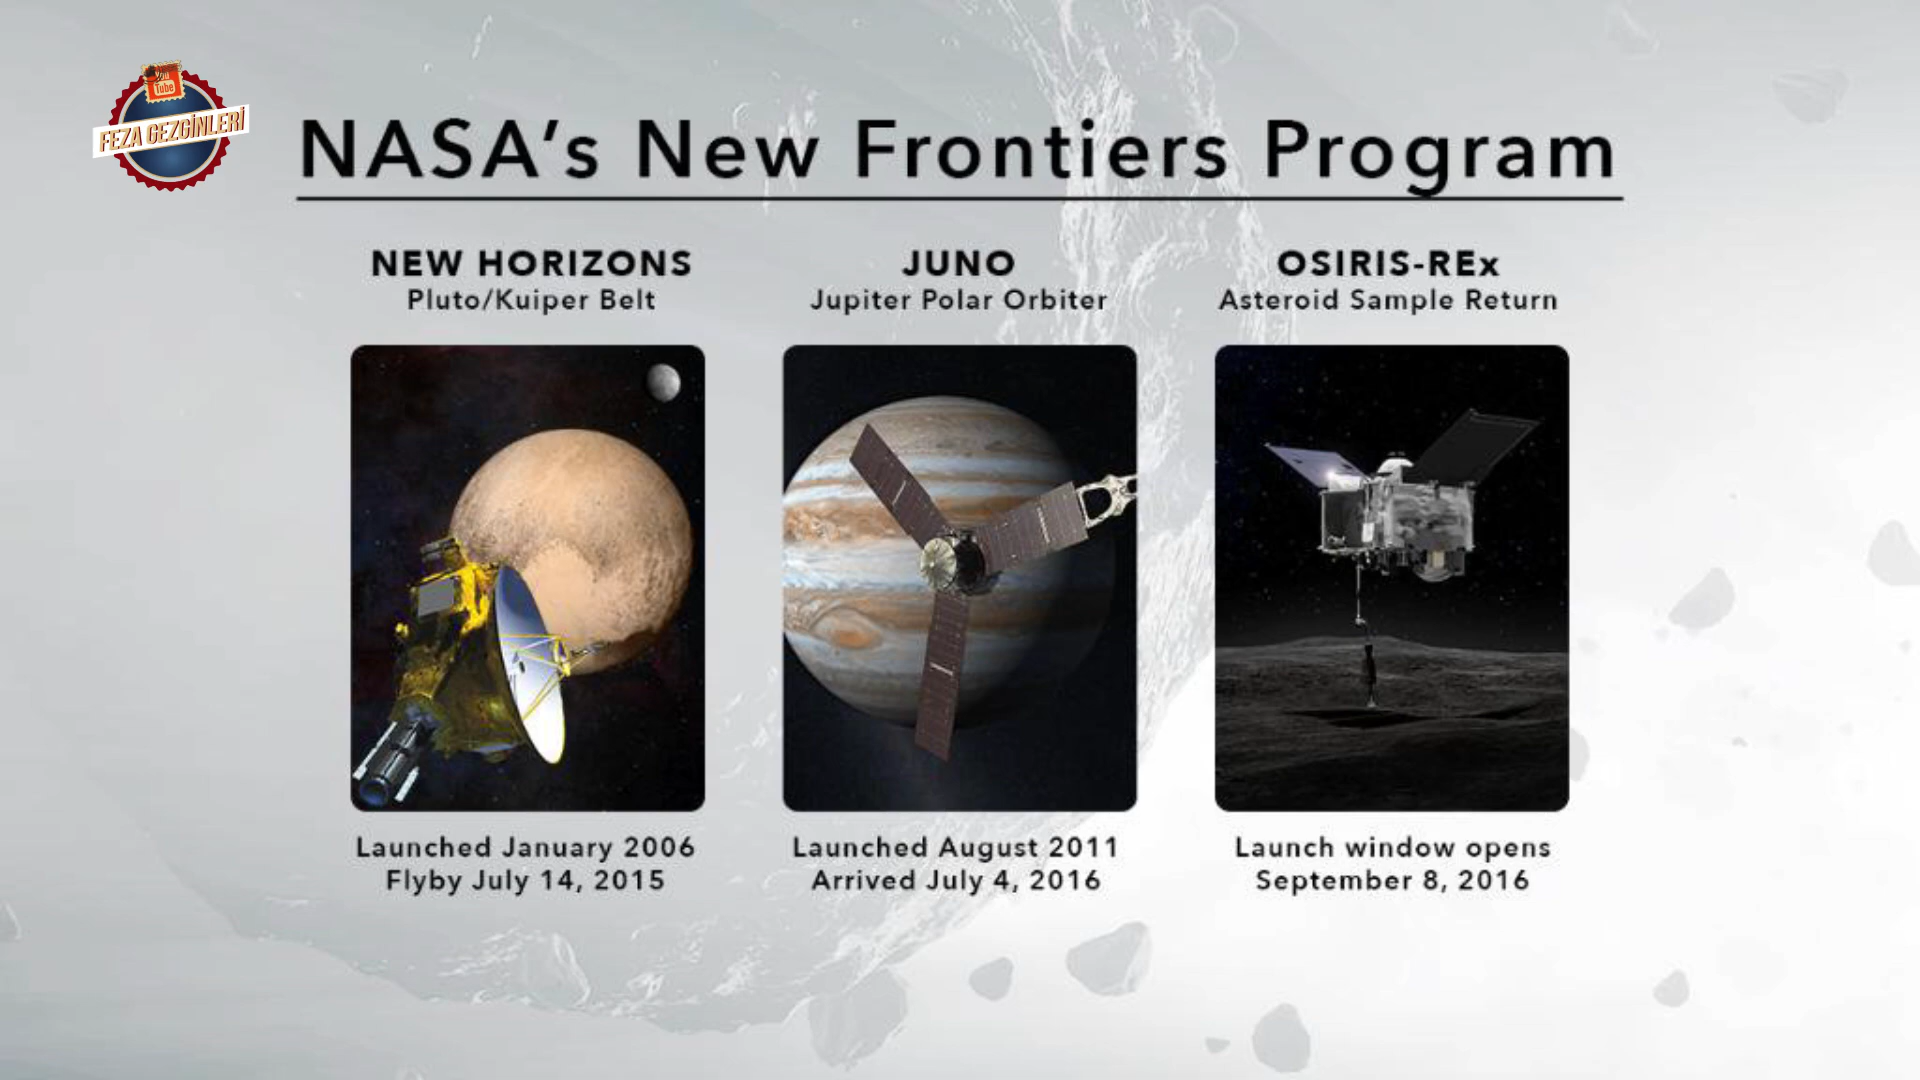 You
Tube
FEZA GEZGİNLERİ
NASA's New Frontiers Program
NEW HORIZONS
Pluto/Kuiper Belt
JUNO
Jupiter Polar Orbiter
OSIRIS-REx
Asteroid Sample Return
Launched January 2006
Flyby July 14, 2015
Launched August 2011
Arrived July 4, 2016
Launch window opens
September 8, 2016